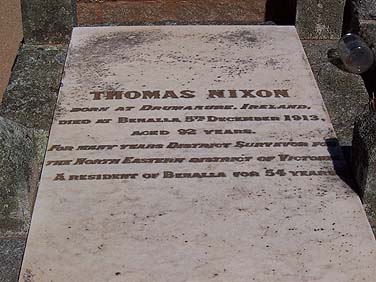 THOMAS NIXON
BORN AT DRUMAKURE, IRELAND,
DIED AT BENALLA 5TH DECEMBER 1913,
AGED 92 YEARS.
FOR MANY YEARS DISTRICT SURVEYOR FOR
THE NORTH EASTERN DISTRICT OF VICTORIA
A RESIDENT OF BENALLA FOR 54 YEARS